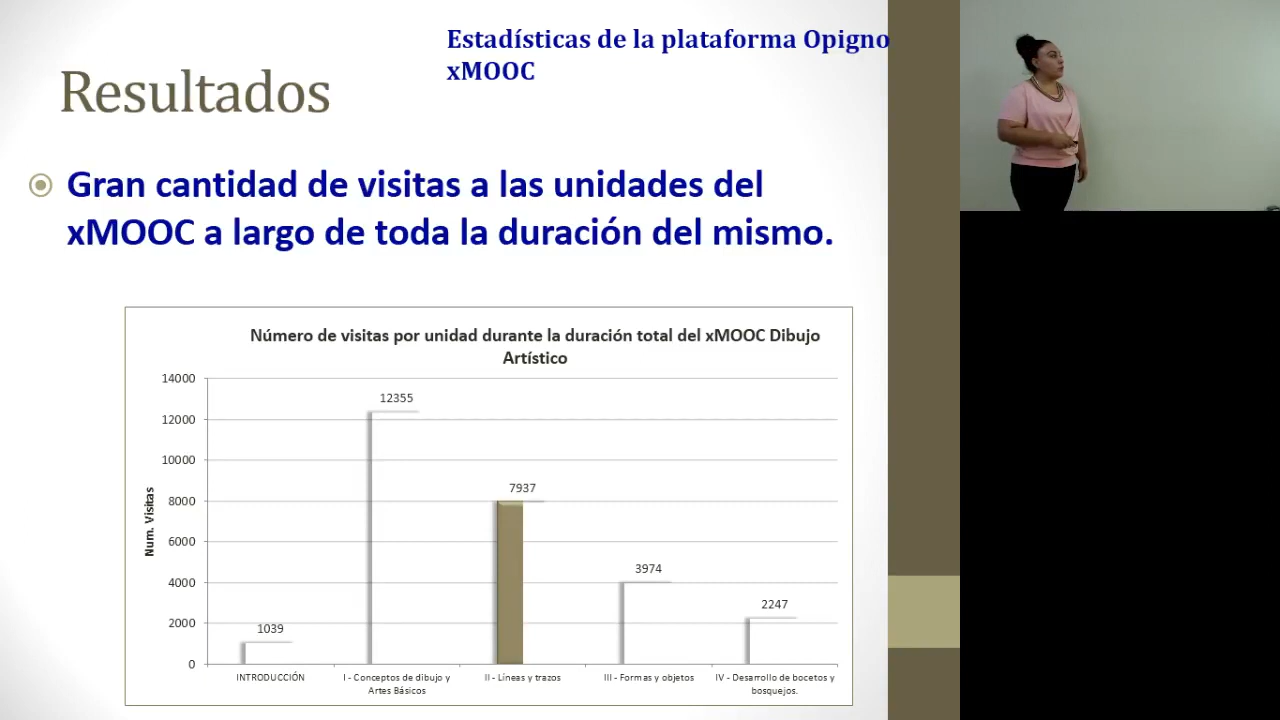 Estadísticas de la plataforma Opigno
xMOOC
Resultados
Gran cantidad de visitas a las unidades del
xMOOC a largo de toda la duración del mismo.
Número de visitas por unidad durante la duración total del xMOOC Dibujo
Artístico
Num. Visitas
14000
12000
10000
8000
6000
4000
2000
0
1039
12355
7937
3974
2247
INTRODUCCIÓN
I - Conceptos de dibujo y
Artes Básicos
II - Líneas y trazos
III - Formas y objetos
IV - Desarrollo de bocetos y
bosquejos.